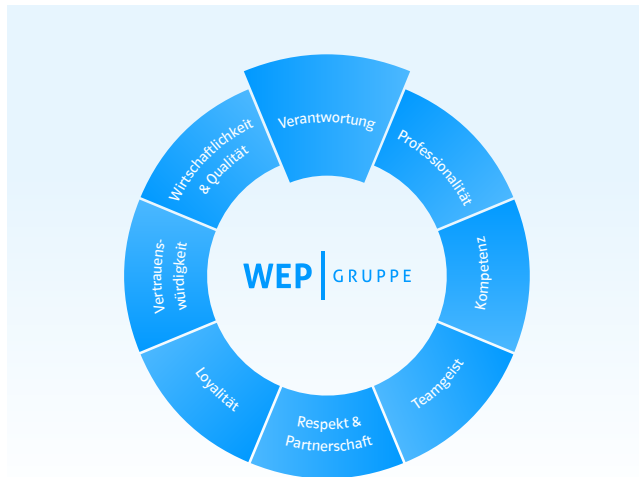 Verantwortung
Professionalität
Kompetenz
Teamgeist
Respekt &
Partnerschaft
Loyalität
Vertrauens-
würdigkeit
Wirtschaftlichkeit
& Qualität
WEP GRUPPE